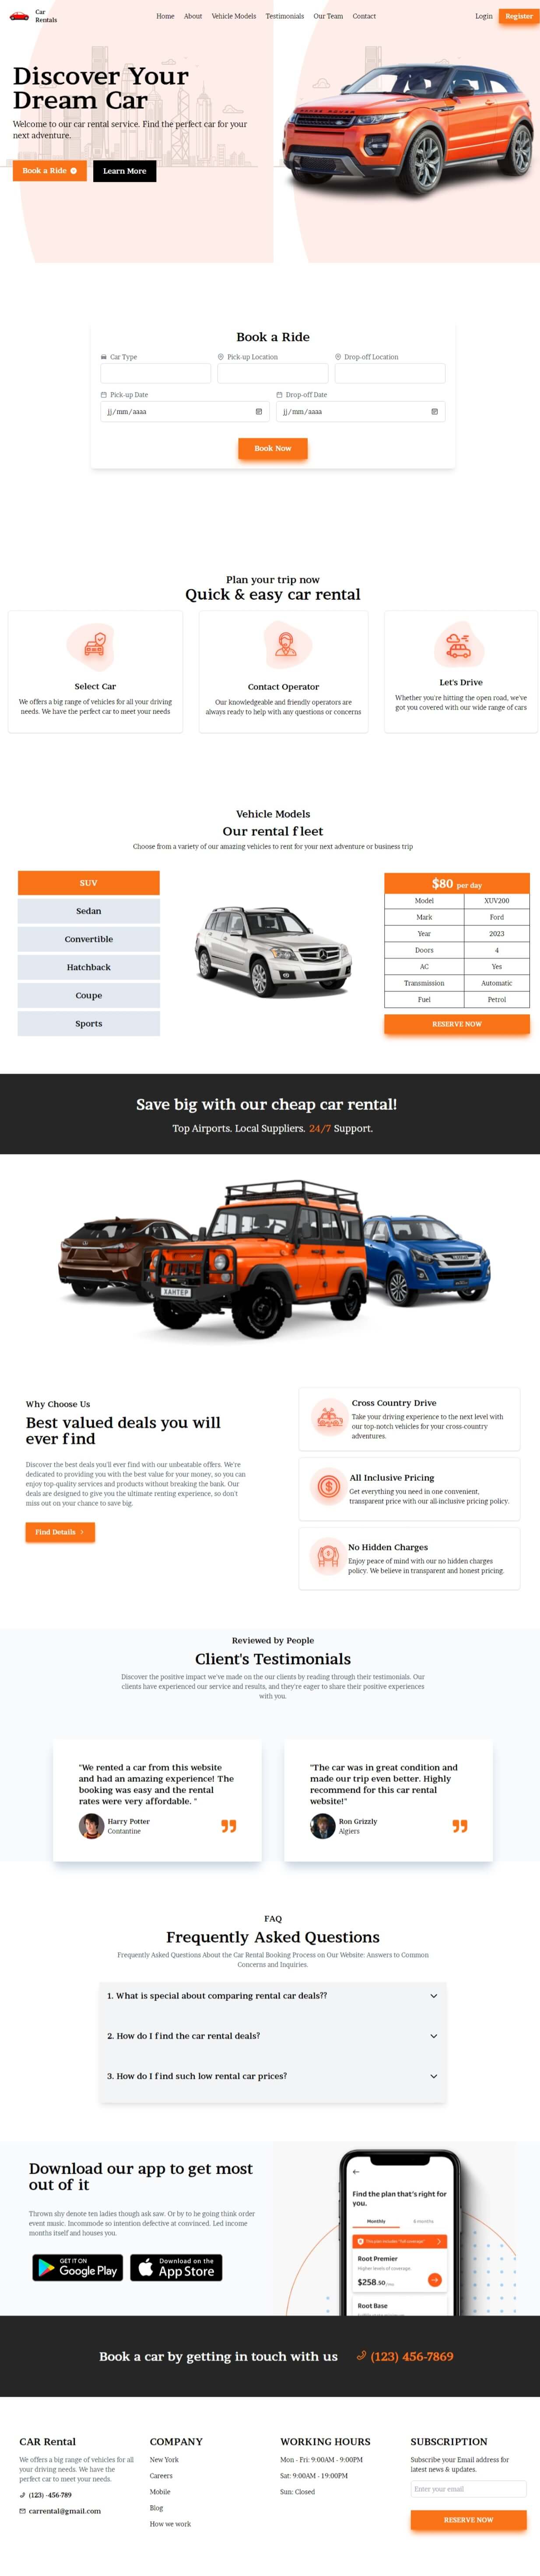 Car
Rentals
Home About Vehicle Models Testimonials Our Team Contact
Login Register
Discover Your
Dream Car
Welcome to our car rental service. Find the perfect car for your
next adventure.
Book a Ride
Learn More
Book a Ride
Car Type
Pick-up Location
Drop-off Location
Pick-up Date
Drop-off Date
jj/mm/aaaa
jj/mm/aaaa
Book Now
Plan your trip now
Quick & easy car rental
Select Car
We offers a big range of vehicles for all your driving
needs. We have the perfect car to meet your needs
Contact Operator
Our knowledgeable and friendly operators are
always ready to help with any questions or concerns
Let's Drive
Whether you're hitting the open road, we've
got you covered with our wide range of cars
Vehicle Models
Our rental fleet
Choose from a variety of our amazing vehicles to rent for your next adventure or business trip
SUV
Sedan
Convertible
Hatchback
Coupe
Sports
$80 per day
Model XUV200
Mark Ford
Year 2023
Doors 4
AC Yes
Transmission Automatic
Fuel Petrol
RESERVE NOW
Save big with our cheap car rental!
Top Airports. Local Suppliers. 24/7 Support.
ХАНТЕР
Why Choose Us
Best valued deals you will
ever find
Discover the best deals you'll ever find with our unbeatable offers. We're
dedicated to providing you with the best value for your money, so you can
enjoy top-quality services and products without breaking the bank. Our
deals are designed to give you the ultimate renting experience, so don't
miss out on your chance to save big.
Find Details
Cross Country Drive
Take your driving experience to the next level with
our top-notch vehicles for your cross-country
adventures.
All Inclusive Pricing
Get everything you need in one convenient,
transparent price with our all-inclusive pricing policy.
No Hidden Charges
Enjoy peace of mind with our no hidden charges
policy. We believe in transparent and honest pricing.
Reviewed by People
Client's Testimonials
Discover the positive impact we've made on the our clients by reading through their testimonials. Our
clients have experienced our service and results, and they're eager to share their positive experiences
with you.
"We rented a car from this website
and had an amazing experience! The
booking was easy and the rental
rates were very affordable. "
Harry Potter
Contantine
"The car was in great condition and
made our trip even better. Highly
recommend for this car rental
website!"
Ron Grizzly
Algiers
FAQ
Frequently Asked Questions
Frequently Asked Questions About the Car Rental Booking Process on Our Website: Answers to Common
Concerns and Inquiries.
1. What is special about comparing rental car deals??
2. How do I find the car rental deals?
3. How do I find such low rental car prices?
Download our app to get most
out of it
Thrown shy denote ten ladies though ask saw. Or by to be going think order
event music. Incommode so intention defective at convinced. Led income
months itself and houses you.
GET IT ON
Google Play
Download on the
App Store
Find the plan that's right for
you.
Monthly 6 months
Root Premier
Higher levels of coverage.
$258.50
Root Base
Book a car by getting in touch with us
(123) 456-7869
CAR Rental
We offers a big range of vehicles for all
your driving needs. We have the
perfect car to meet your needs.
(123) -456-789
carrental@gmail.com
COMPANY
New York
Careers
Mobile
Blog
How we work
WORKING HOURS
Mon - Fri: 9:00AM - 9:00PM
Sat: 9:00AM - 19:00PM
Sun: Closed
SUBSCRIPTION
Subscribe your Email address for
latest news & updates.
Enter your email
RESERVE NOW